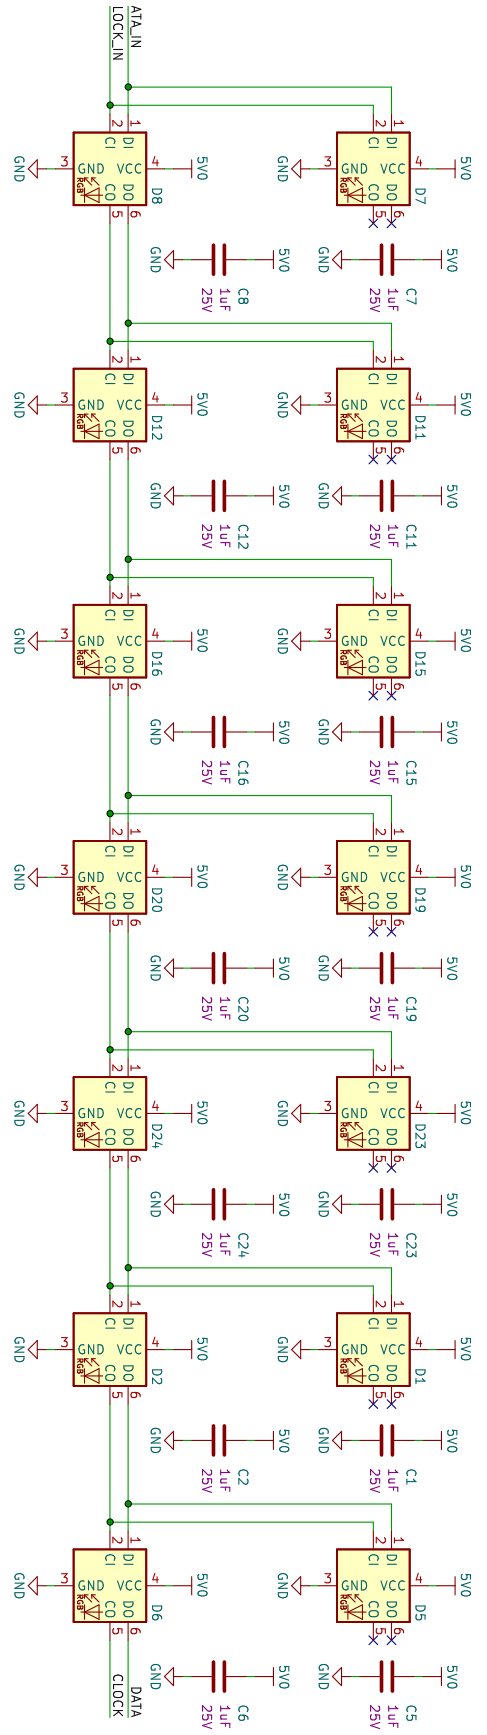 ATA_IN
LOCK_IN
D8
1 DI
2 CI
GND 3 GND
VCC 4 5V0
CO 5
DO 6
RGB
D7
1 DI
2 CI
GND 3 GND
VCC 4 5V0
CO 5
DO 6
RGB
GND 5V0
C8
1uF
25V
GND 5V0
C7
1uF
25V
D12
1 DI
2 CI
GND 3 GND
VCC 4 5V0
CO 5
DO 6
RGB
D11
1 DI
2 CI
GND 3 GND
VCC 4 5V0
CO 5
DO 6
RGB
GND 5V0
C12
1uF
25V
GND 5V0
C11
1uF
25V
D16
1 DI
2 CI
GND 3 GND
VCC 4 5V0
CO 5
DO 6
RGB
D15
1 DI
2 CI
GND 3 GND
VCC 4 5V0
CO 5
DO 6
RGB
GND 5V0
C16
1uF
25V
GND 5V0
C15
1uF
25V
D20
1 DI
2 CI
GND 3 GND
VCC 4 5V0
CO 5
DO 6
RGB
D19
1 DI
2 CI
GND 3 GND
VCC 4 5V0
CO 5
DO 6
RGB
GND 5V0
C20
1uF
25V
GND 5V0
C19
1uF
25V
D24
1 DI
2 CI
GND 3 GND
VCC 4 5V0
CO 5
DO 6
RGB
D23
1 DI
2 CI
GND 3 GND
VCC 4 5V0
CO 5
DO 6
RGB
GND 5V0
C24
1uF
25V
GND 5V0
C23
1uF
25V
D2
1 DI
2 CI
GND 3 GND
VCC 4 5V0
CO 5
DO 6
RGB
D1
1 DI
2 CI
GND 3 GND
VCC 4 5V0
CO 5
DO 6
RGB
GND 5V0
C2
1uF
25V
GND 5V0
C1
1uF
25V
D6
1 DI
2 CI
GND 3 GND
VCC 4 5V0
CO 5
DO 6
RGB
D5
1 DI
2 CI
GND 3 GND
VCC 4 5V0
CO 5
DO 6
RGB
DATA
CLOCK
GND 5V0
C6
1uF
25V
GND 5V0
C5
1uF
25V